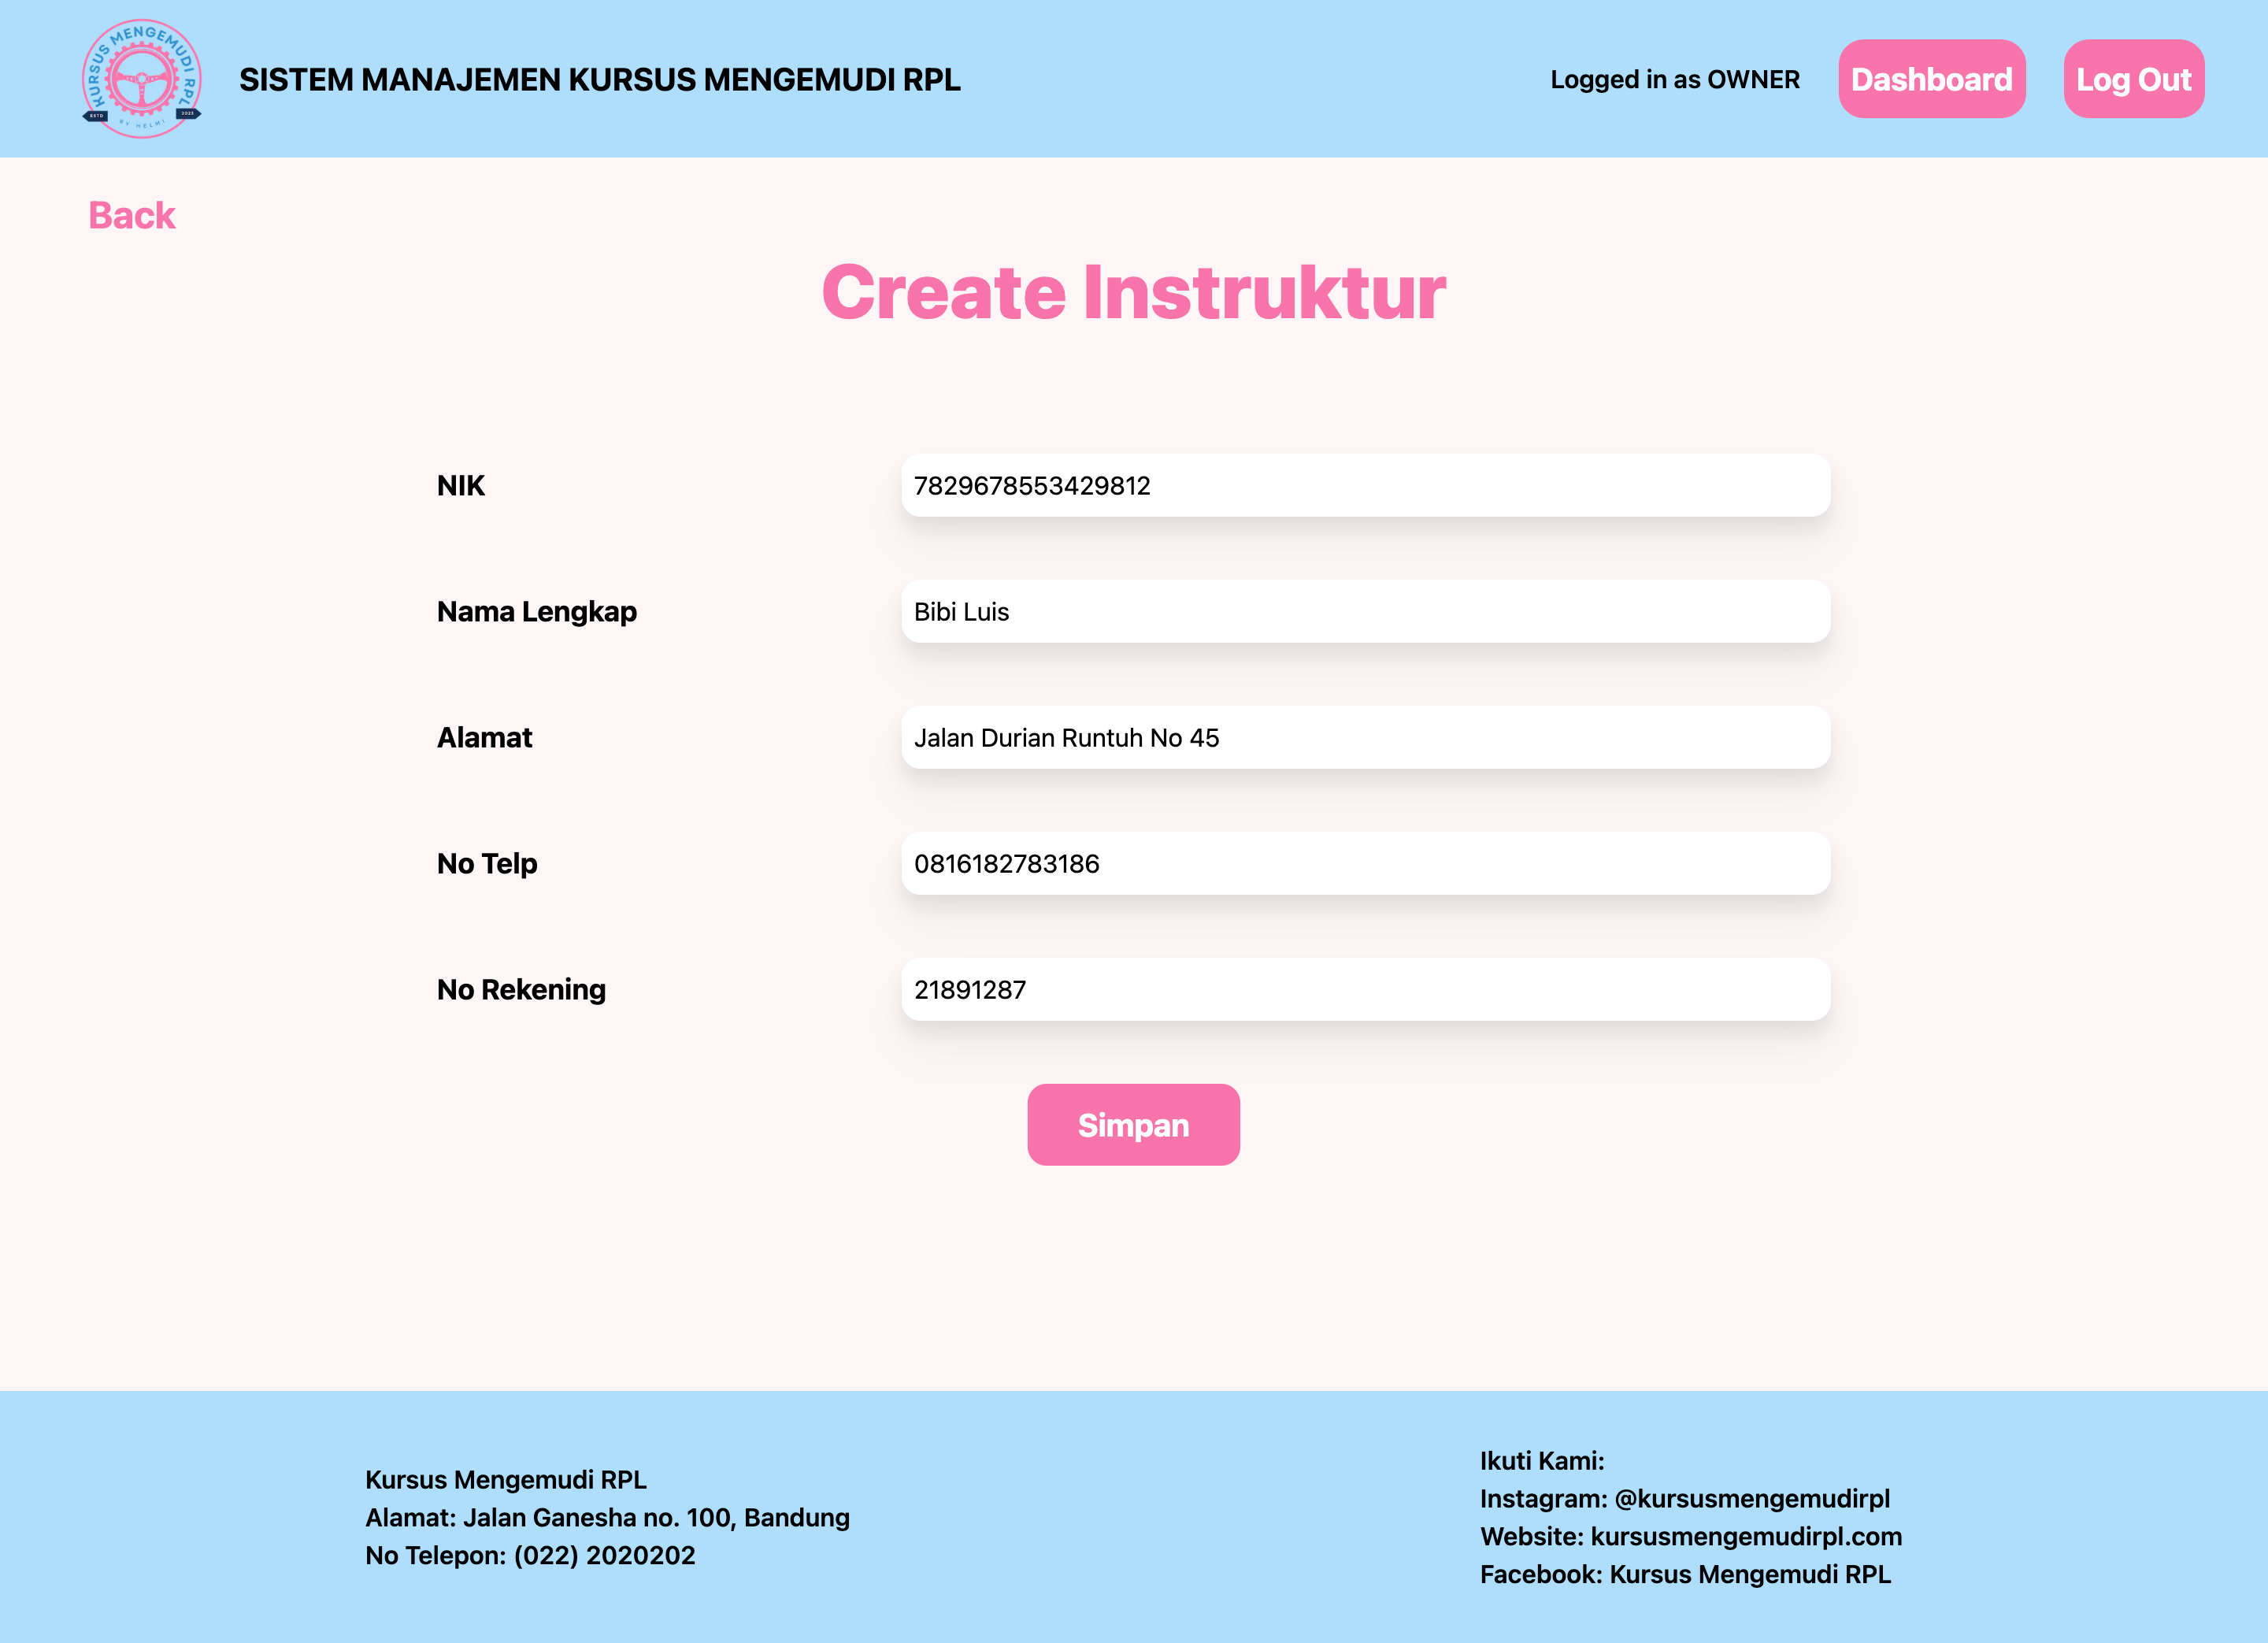 KURSUS MENGEMUDI RPL
ESTD
2023
BY HELMI
SISTEM MANAJEMEN KURSUS MENGEMUDI RPL
Logged in as OWNER
Dashboard
Log Out
Back
Create Instruktur
NIK
7829678553429812
Nama Lengkap
Bibi Luis
Alamat
Jalan Durian Runtuh No 45
No Telp
0816182783186
No Rekening
21891287
Simpan
Kursus Mengemudi RPL
Alamat: Jalan Ganesha no. 100, Bandung
No Telepon: (022) 2020202
Ikuti Kami:
Instagram: @kursusmengemudirpl
Website: kursusmengemudirpl.com
Facebook: Kursus Mengemudi RPL